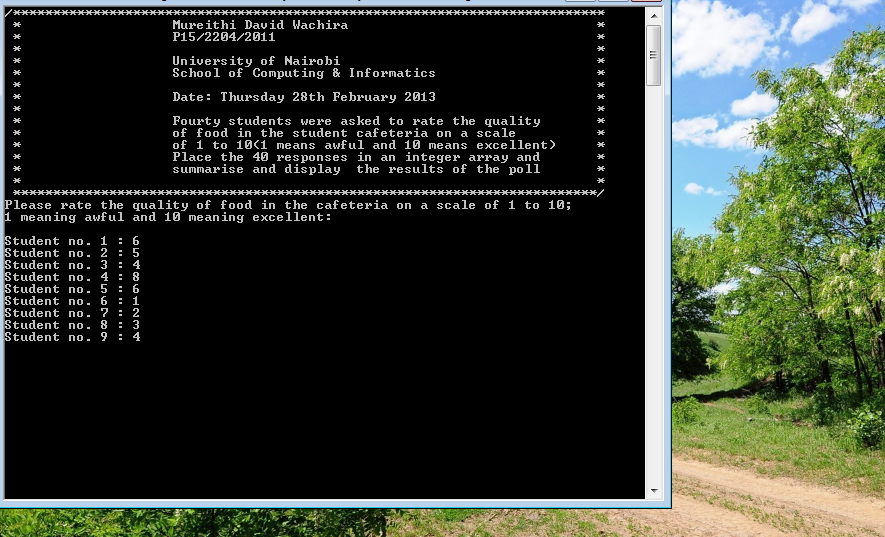 /*************************************************************************
* Mureithi David Wachira *
* P15/2204/2011 *
* *
* University of Nairobi *
* School of Computing & Informatics *
* *
* Date: Thursday 28th February 2013 *
* *
* Fourty students were asked to rate the quality *
* of food in the student cafeteria on a scale *
* of 1 to 10(1 means awful and 10 means excellent) *
* Place the 40 responses in an integer array and *
* summarise and display  the results of the poll *
* *
*************************************************************************/
Please rate the quality of food in the cafeteria on a scale of 1 to 10;
1 meaning awful and 10 meaning excellent:
Student no. 1 : 6
Student no. 2 : 5
Student no. 3 : 4
Student no. 4 : 8
Student no. 5 : 6
Student no. 6 : 1
Student no. 7 : 2
Student no. 8 : 3
Student no. 9 : 4